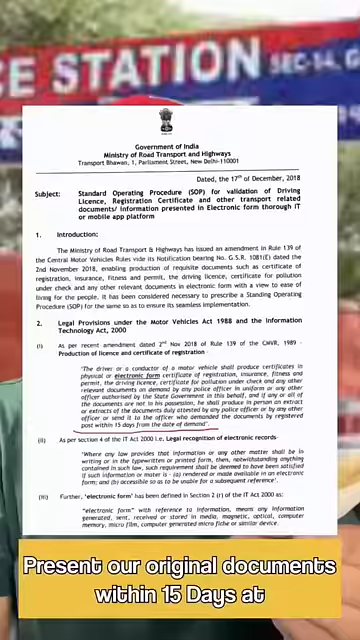 CE STATION SEC-14, G
Government of India
Ministry of Road Transport and Highways
Transport Bhawan, 1, Parliament Street, New Delhi-110001
Dated, the 17th of December, 2018
Subject: Standard Operating Procedure (SOP) for validation of Driving
Licence, Registration Certificate and other transport related
documents/ information presented in Electronic form thorough IT
or mobile app platform
1. Introduction:
The Ministry of Road Transport & Highways has issued an amendment in Rule 139
of the Central Motor Vehicles Rules vide its Notification bearing No. G.S.R. 1081(E) dated the
2nd November 2018, enabling production of requisite documents such as certificate of
registration, insurance, fitness and permit, the driving licence, certificate for pollution
under check and any other relevant documents in electronic form with a view to ease of
living for the people. It has been considered necessary to prescribe a Standard Operating
Procedure (SOP) for the same so as to ensure its seamless implementation.
2. Legal Provisions under the Motor Vehicles Act 1988 and the Information
Technology Act, 2000
(i) As per recent amendment dated 2nd Nov 2018 of Rule 139 of the CMVR, 1989 -
Production of licence and certificate of registration-
'The driver or a conductor of a motor vehicle shall produce certificates in
physical or electronic form certificate of registration, insurance, fitness and
permit, the driving licence, certificate for pollution under check and any other
relevant documents on demand by any police officer in uniform or any other
officer authorised by the State Government in this behalf, and if any or all of
the documents are not in his possession, he shall produce in person an extract
or extracts of the documents duly attested by any police officer or by any other
officer or send it to the officer who demanded the documents by registered
post within 15 days from the date of demand".
(ii) As per section 4 of the IT Act 2000 i.e, Legal recognition of electronic records-
"Where any law provides that information or any other matter shall be in
writing or in the typewritten or printed form, then, notwithstanding anything
contained in such law, such requirement shall be deemed to have been satisfied
if such information or matter is - (a) rendered or made available in an electronic
form; and (b) accessible so as to be usable for a subsequent reference".
(iii) Further, 'electronic form' has been defined in Section 2 (r) of the IT Act 2000 as:
"electronic form" with reference to information, means any information
generated, sent, received or stored in media, magnetic, optical, computer
memory, micro film, computer generated micro fiche or similar device.
Present our original documents
within 15 Days at